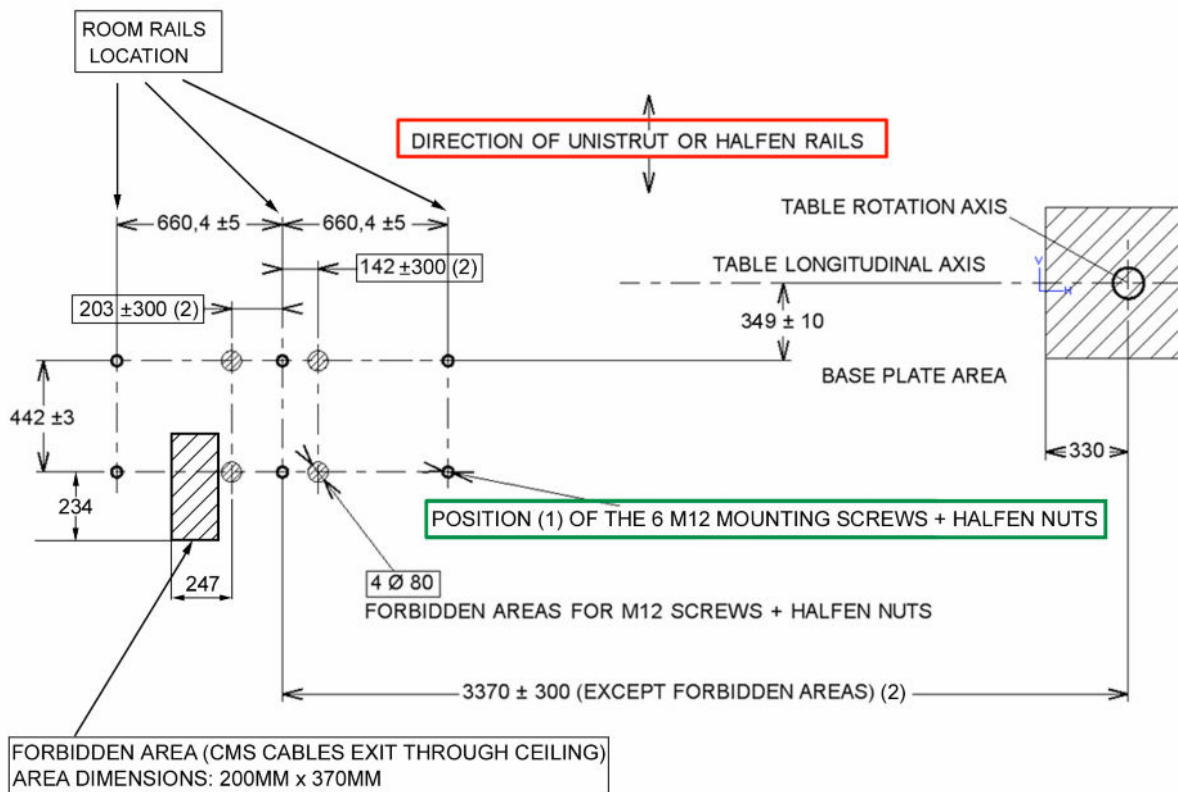 ROOM RAILS
LOCATION
DIRECTION OF UNISTRUT OR HALFEN RAILS
TABLE ROTATION AXIS
660,4 ±5
660,4 ±5
142 ±300 (2)
TABLE LONGITUDINAL AXIS
Y
H
203 ±300 (2)
349 ± 10
BASE PLATE AREA
442 ±3
330
234
POSITION (1) OF THE 6 M12 MOUNTING SCREWS + HALFEN NUTS
247
4 Ø 80
FORBIDDEN AREAS FOR M12 SCREWS + HALFEN NUTS
3370 ± 300 (EXCEPT FORBIDDEN AREAS) (2)
FORBIDDEN AREA (CMS CABLES EXIT THROUGH CEILING)
AREA DIMENSIONS: 200MM x 370MM